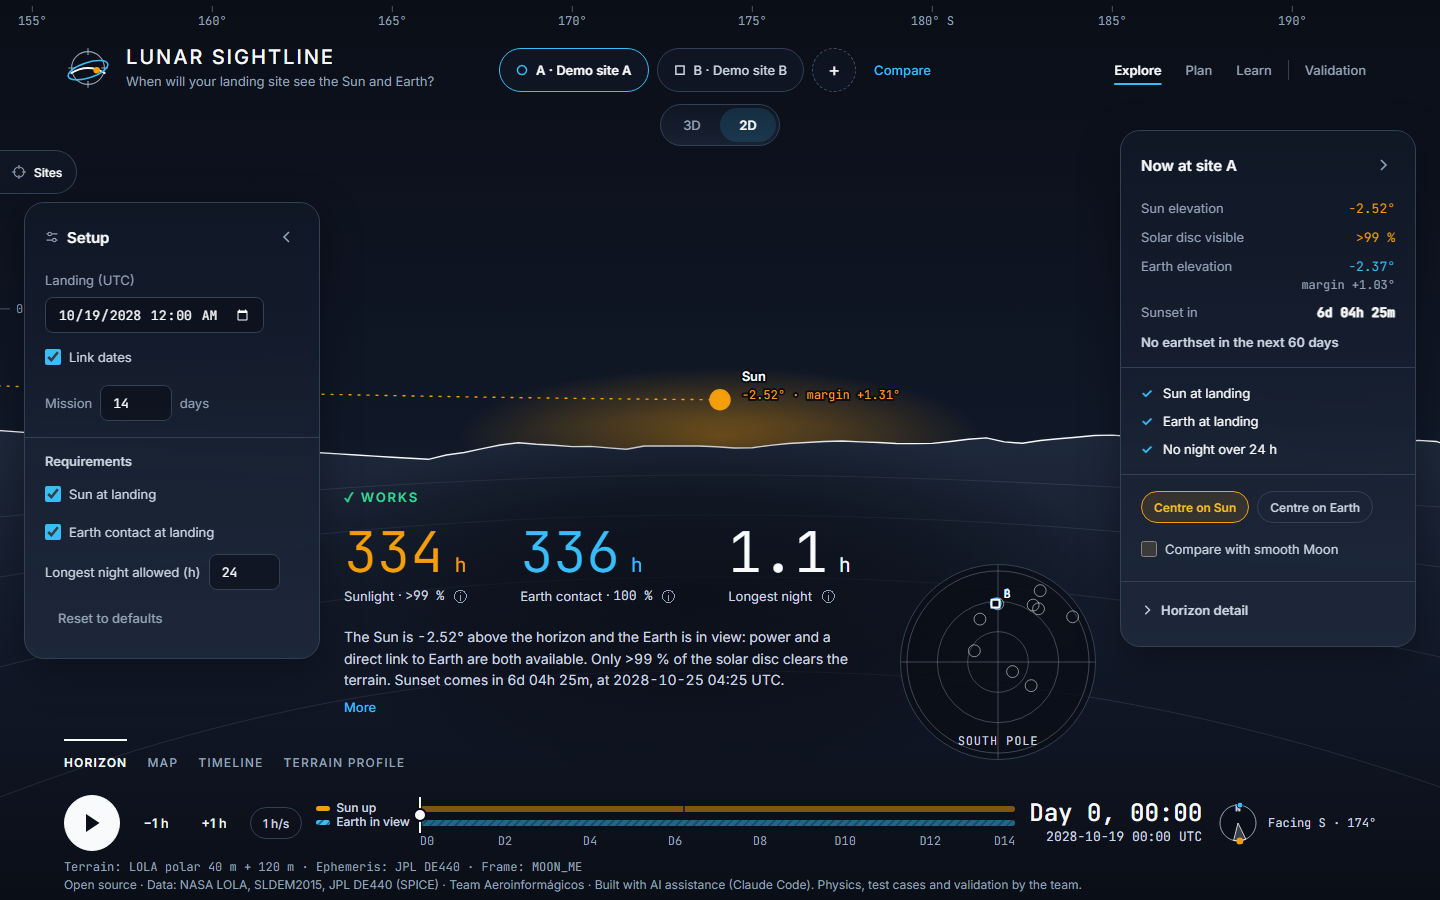 155° 160° 165° 170° 175° 180° S 185° 190°
LUNAR SIGHTLINE
When will your landing site see the Sun and Earth?
A · Demo site A
B · Demo site B
+
Compare
Explore Plan Learn Validation
3D 2D
Sites
Setup
Landing (UTC)
10/19/2028 12:00 AM
Link dates
Mission 14 days
Requirements
Sun at landing
Earth contact at landing
Longest night allowed (h) 24
Reset to defaults
0
Sun
-2.52° · margin +1.31°
✓ WORKS
334 h 336 h 1.1 h
Sunlight · >99 % Earth contact · 100 % Longest night
The Sun is -2.52° above the horizon and the Earth is in view: power and a
direct link to Earth are both available. Only >99 % of the solar disc clears the
terrain. Sunset comes in 6d 04h 25m, at 2028-10-25 04:25 UTC.
More
B
SOUTH POLE
Now at site A
Sun elevation -2.52°
Solar disc visible >99 %
Earth elevation -2.37°
margin +1.03°
Sunset in 6d 04h 25m
No earthset in the next 60 days
Sun at landing
Earth at landing
No night over 24 h
Centre on Sun Centre on Earth
Compare with smooth Moon
Horizon detail
HORIZON MAP TIMELINE TERRAIN PROFILE
−1 h +1 h 1 h/s
Sun up
Earth in view
D0 D2 D4 D6 D8 D10 D12 D14
Day 0, 00:00
2028-10-19 00:00 UTC
Facing S · 174°
Terrain: LOLA polar 40 m + 120 m · Ephemeris: JPL DE440 · Frame: MOON_ME
Open source · Data: NASA LOLA, SLDEM2015, JPL DE440 (SPICE) · Team Aeroinformágicos · Built with AI assistance (Claude Code). Physics, test cases and validation by the team.